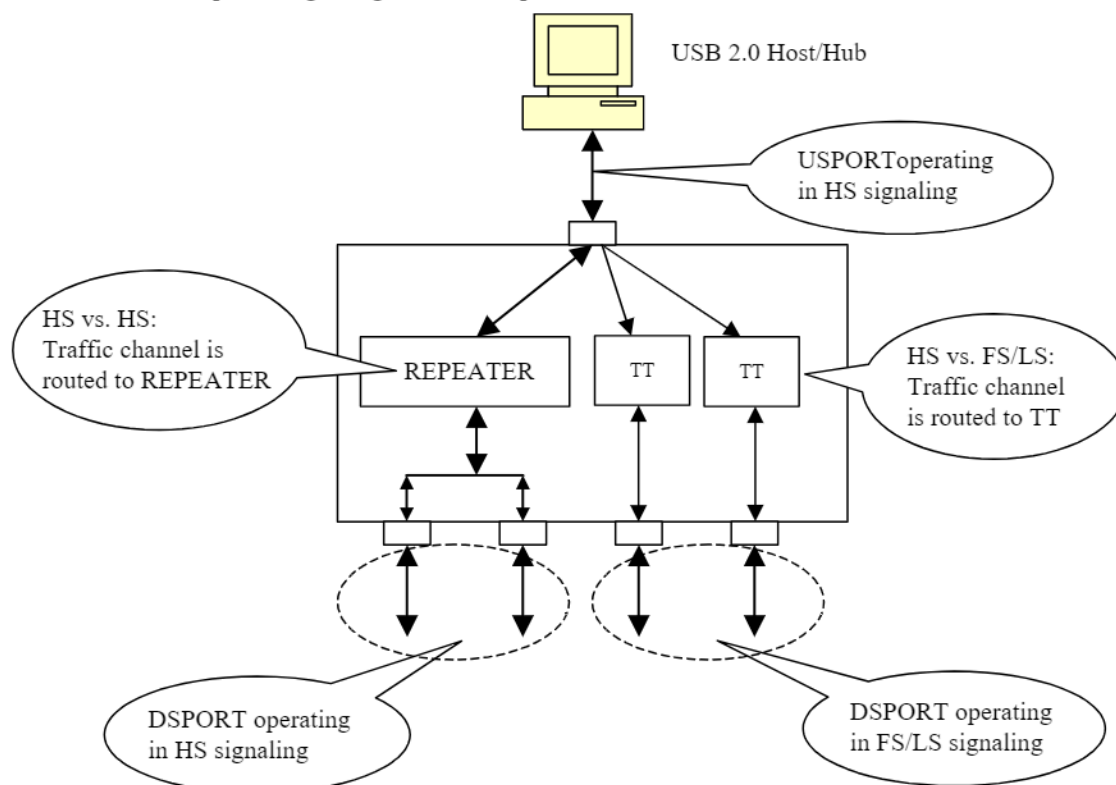 USB 2.0 Host/Hub
USPORToperating
in HS signaling
HS vs. HS:
Traffic channel is
routed to REPEATER
REPEATER
TT
TT
HS vs. FS/LS:
Traffic channel
is routed to TT
DSPORT operating
in HS signaling
DSPORT operating
in FS/LS signaling